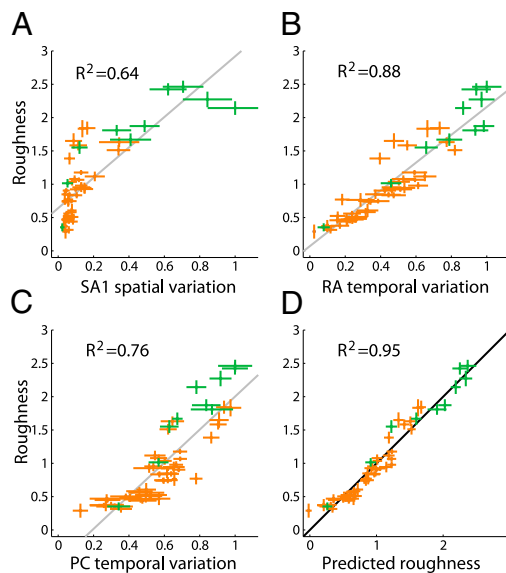 A
B
3
2.5
2
1.5
1
0.5
0
Roughness
R²=0.64
0 0.2 0.4 0.6 0.8 1
SA1 spatial variation
3
2.5
2
1.5
1
0.5
0
R²=0.88
0 0.2 0.4 0.6 0.8 1
RA temporal variation
C
D
3
2.5
2
1.5
1
0.5
0
Roughness
R²=0.76
0 0.2 0.4 0.6 0.8 1
PC temporal variation
3
2.5
2
1.5
1
0.5
0
R²=0.95
0 1 2
Predicted roughness